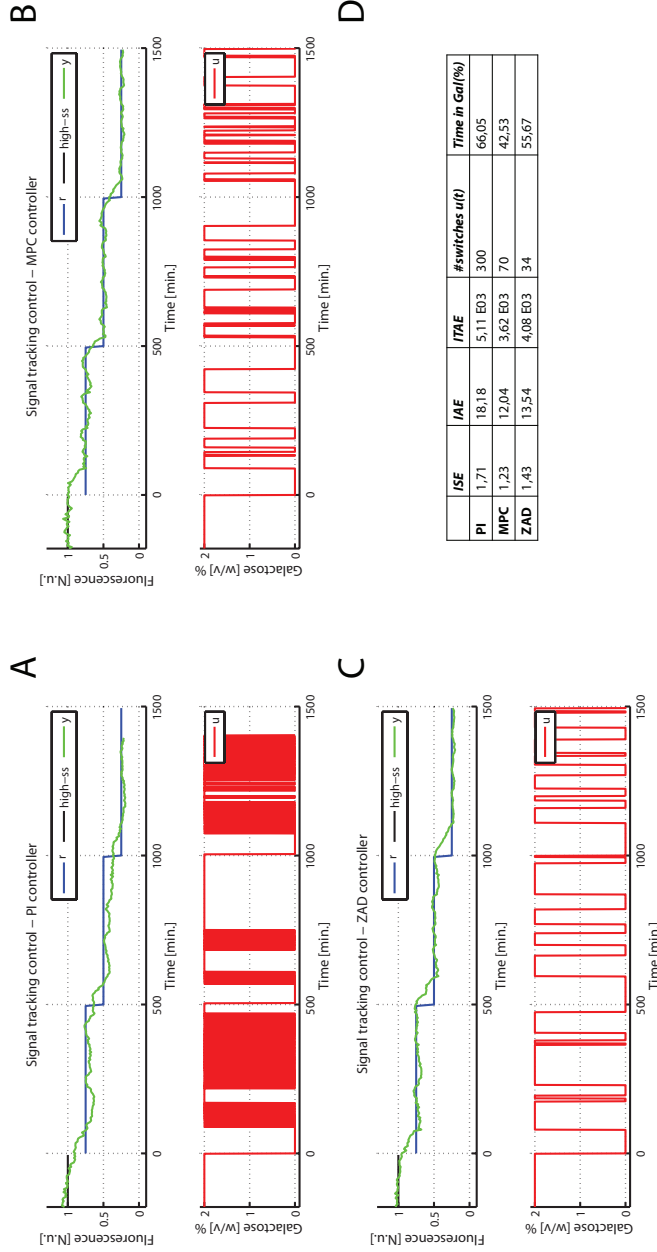 A
Signal tracking control – PI controller
r high-ss y
Fluorescence [N.u.]
1
0.5
0
0 500 1000 1500
Time [min.]
u
Galactose [w/v] %
2
1
0
0 500 1000 1500
Time [min.]
B
Signal tracking control – MPC controller
r high-ss y
Fluorescence [N.u.]
1
0.5
0
0 500 1000 1500
Time [min.]
u
Galactose [w/v] %
2
1
0
0 500 1000 1500
Time [min.]
C
Signal tracking control – ZAD controller
r high-ss y
Fluorescence [N.u.]
1
0.5
0
0 500 1000 1500
Time [min.]
u
Galactose [w/v] %
2
1
0
0 500 1000 1500
Time [min.]
D
ISE IAE ITAE #switches u(t) Time in Gal(%)
PI 1,71 18,18 5,11 E03 300 66,05
MPC 1,23 12,04 3,62 E03 70 42,53
ZAD 1,43 13,54 4,08 E03 34 55,67